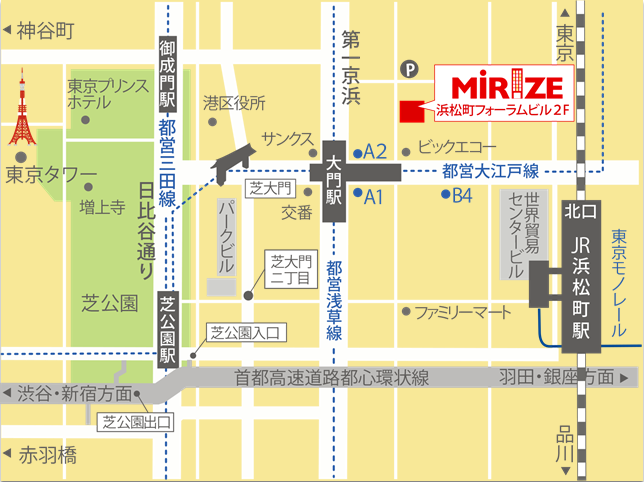 神谷町
御成門駅
第一京浜
東京
P
MIRIZE
浜松町フォーラムビル2F
東京プリンス
ホテル
港区役所
都営三田線
サンクス
A2
ビックエコー
都営大江戸線
東京タワー
増上寺
日比谷通り
芝大門
大門駅
交番
A1
B4
世界貿易
センタービル
北口
JR浜松町駅
東京モノレール
パークビル
芝大門
二丁目
都営浅草線
芝公園
芝公園駅
芝公園入口
ファミリーマート
首都高速道路都心環状線
羽田・銀座方面
渋谷・新宿方面
芝公園出口
赤羽橋
品川